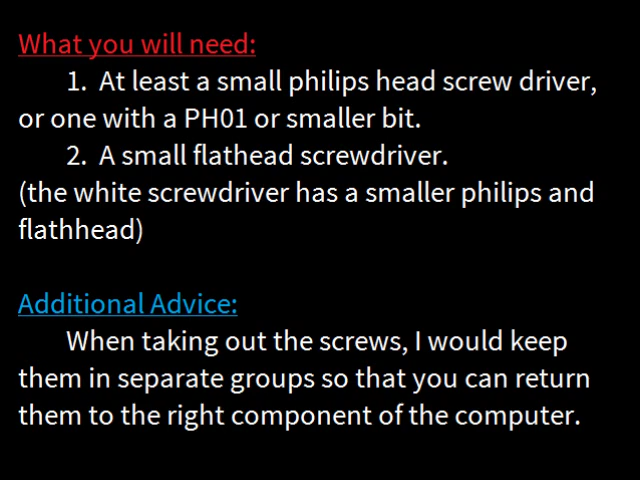 What you will need:
1. At least a small philips head screw driver,
or one with a PH01 or smaller bit.
2. A small flathead screwdriver.
(the white screwdriver has a smaller philips and
flathhead)
Additional Advice:
When taking out the screws, I would keep
them in separate groups so that you can return
them to the right component of the computer.